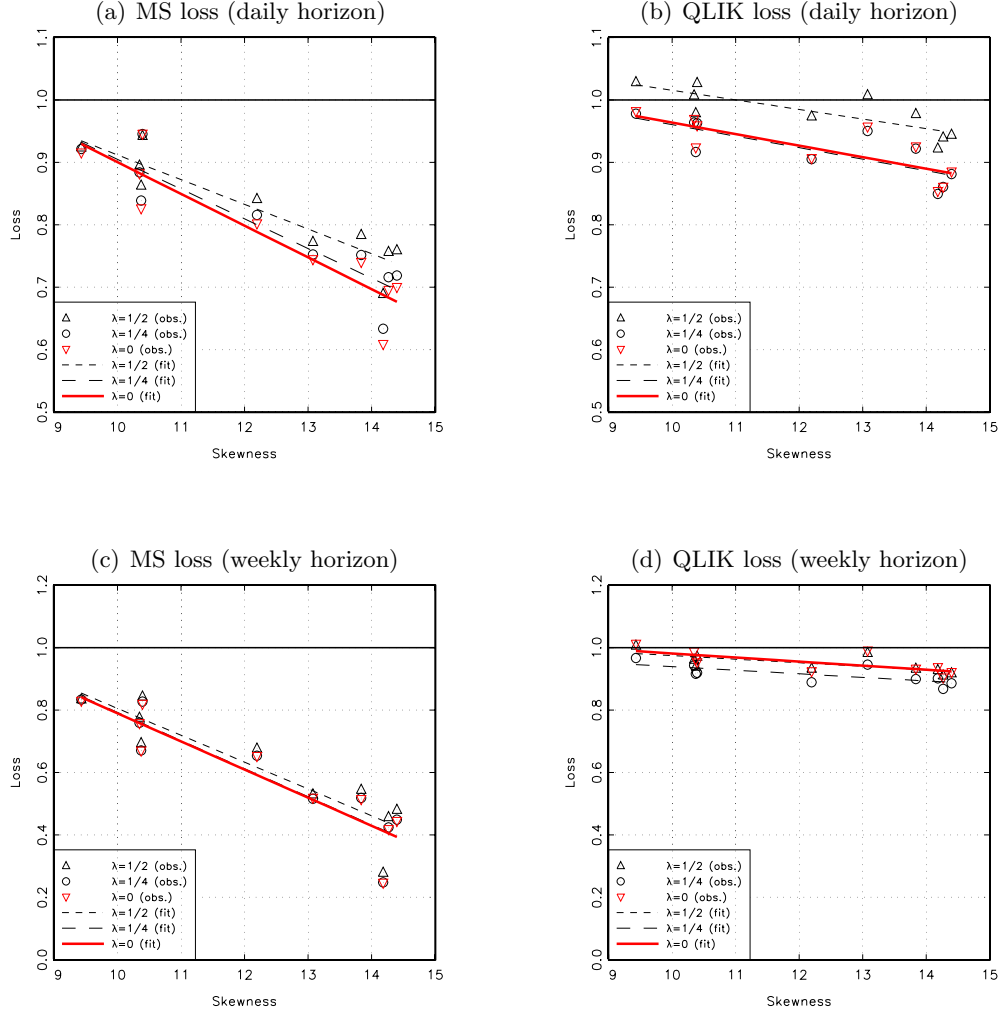 (a) MS loss (daily horizon)
Loss
1.1
1.0
0.9
0.8
0.7
0.6
0.5
λ=1/2 (obs.)
λ=1/4 (obs.)
λ=0 (obs.)
λ=1/2 (fit)
λ=1/4 (fit)
λ=0 (fit)
9 10 11 12 13 14 15
Skewness
(b) QLIK loss (daily horizon)
Loss
1.1
1.0
0.9
0.8
0.7
0.6
0.5
λ=1/2 (obs.)
λ=1/4 (obs.)
λ=0 (obs.)
λ=1/2 (fit)
λ=1/4 (fit)
λ=0 (fit)
9 10 11 12 13 14 15
Skewness
(c) MS loss (weekly horizon)
Loss
1.2
1.0
0.8
0.6
0.4
0.2
0.0
λ=1/2 (obs.)
λ=1/4 (obs.)
λ=0 (obs.)
λ=1/2 (fit)
λ=1/4 (fit)
λ=0 (fit)
9 10 11 12 13 14 15
Skewness
(d) QLIK loss (weekly horizon)
Loss
1.2
1.0
0.8
0.6
0.4
0.2
0.0
λ=1/2 (obs.)
λ=1/4 (obs.)
λ=0 (obs.)
λ=1/2 (fit)
λ=1/4 (fit)
λ=0 (fit)
9 10 11 12 13 14 15
Skewness